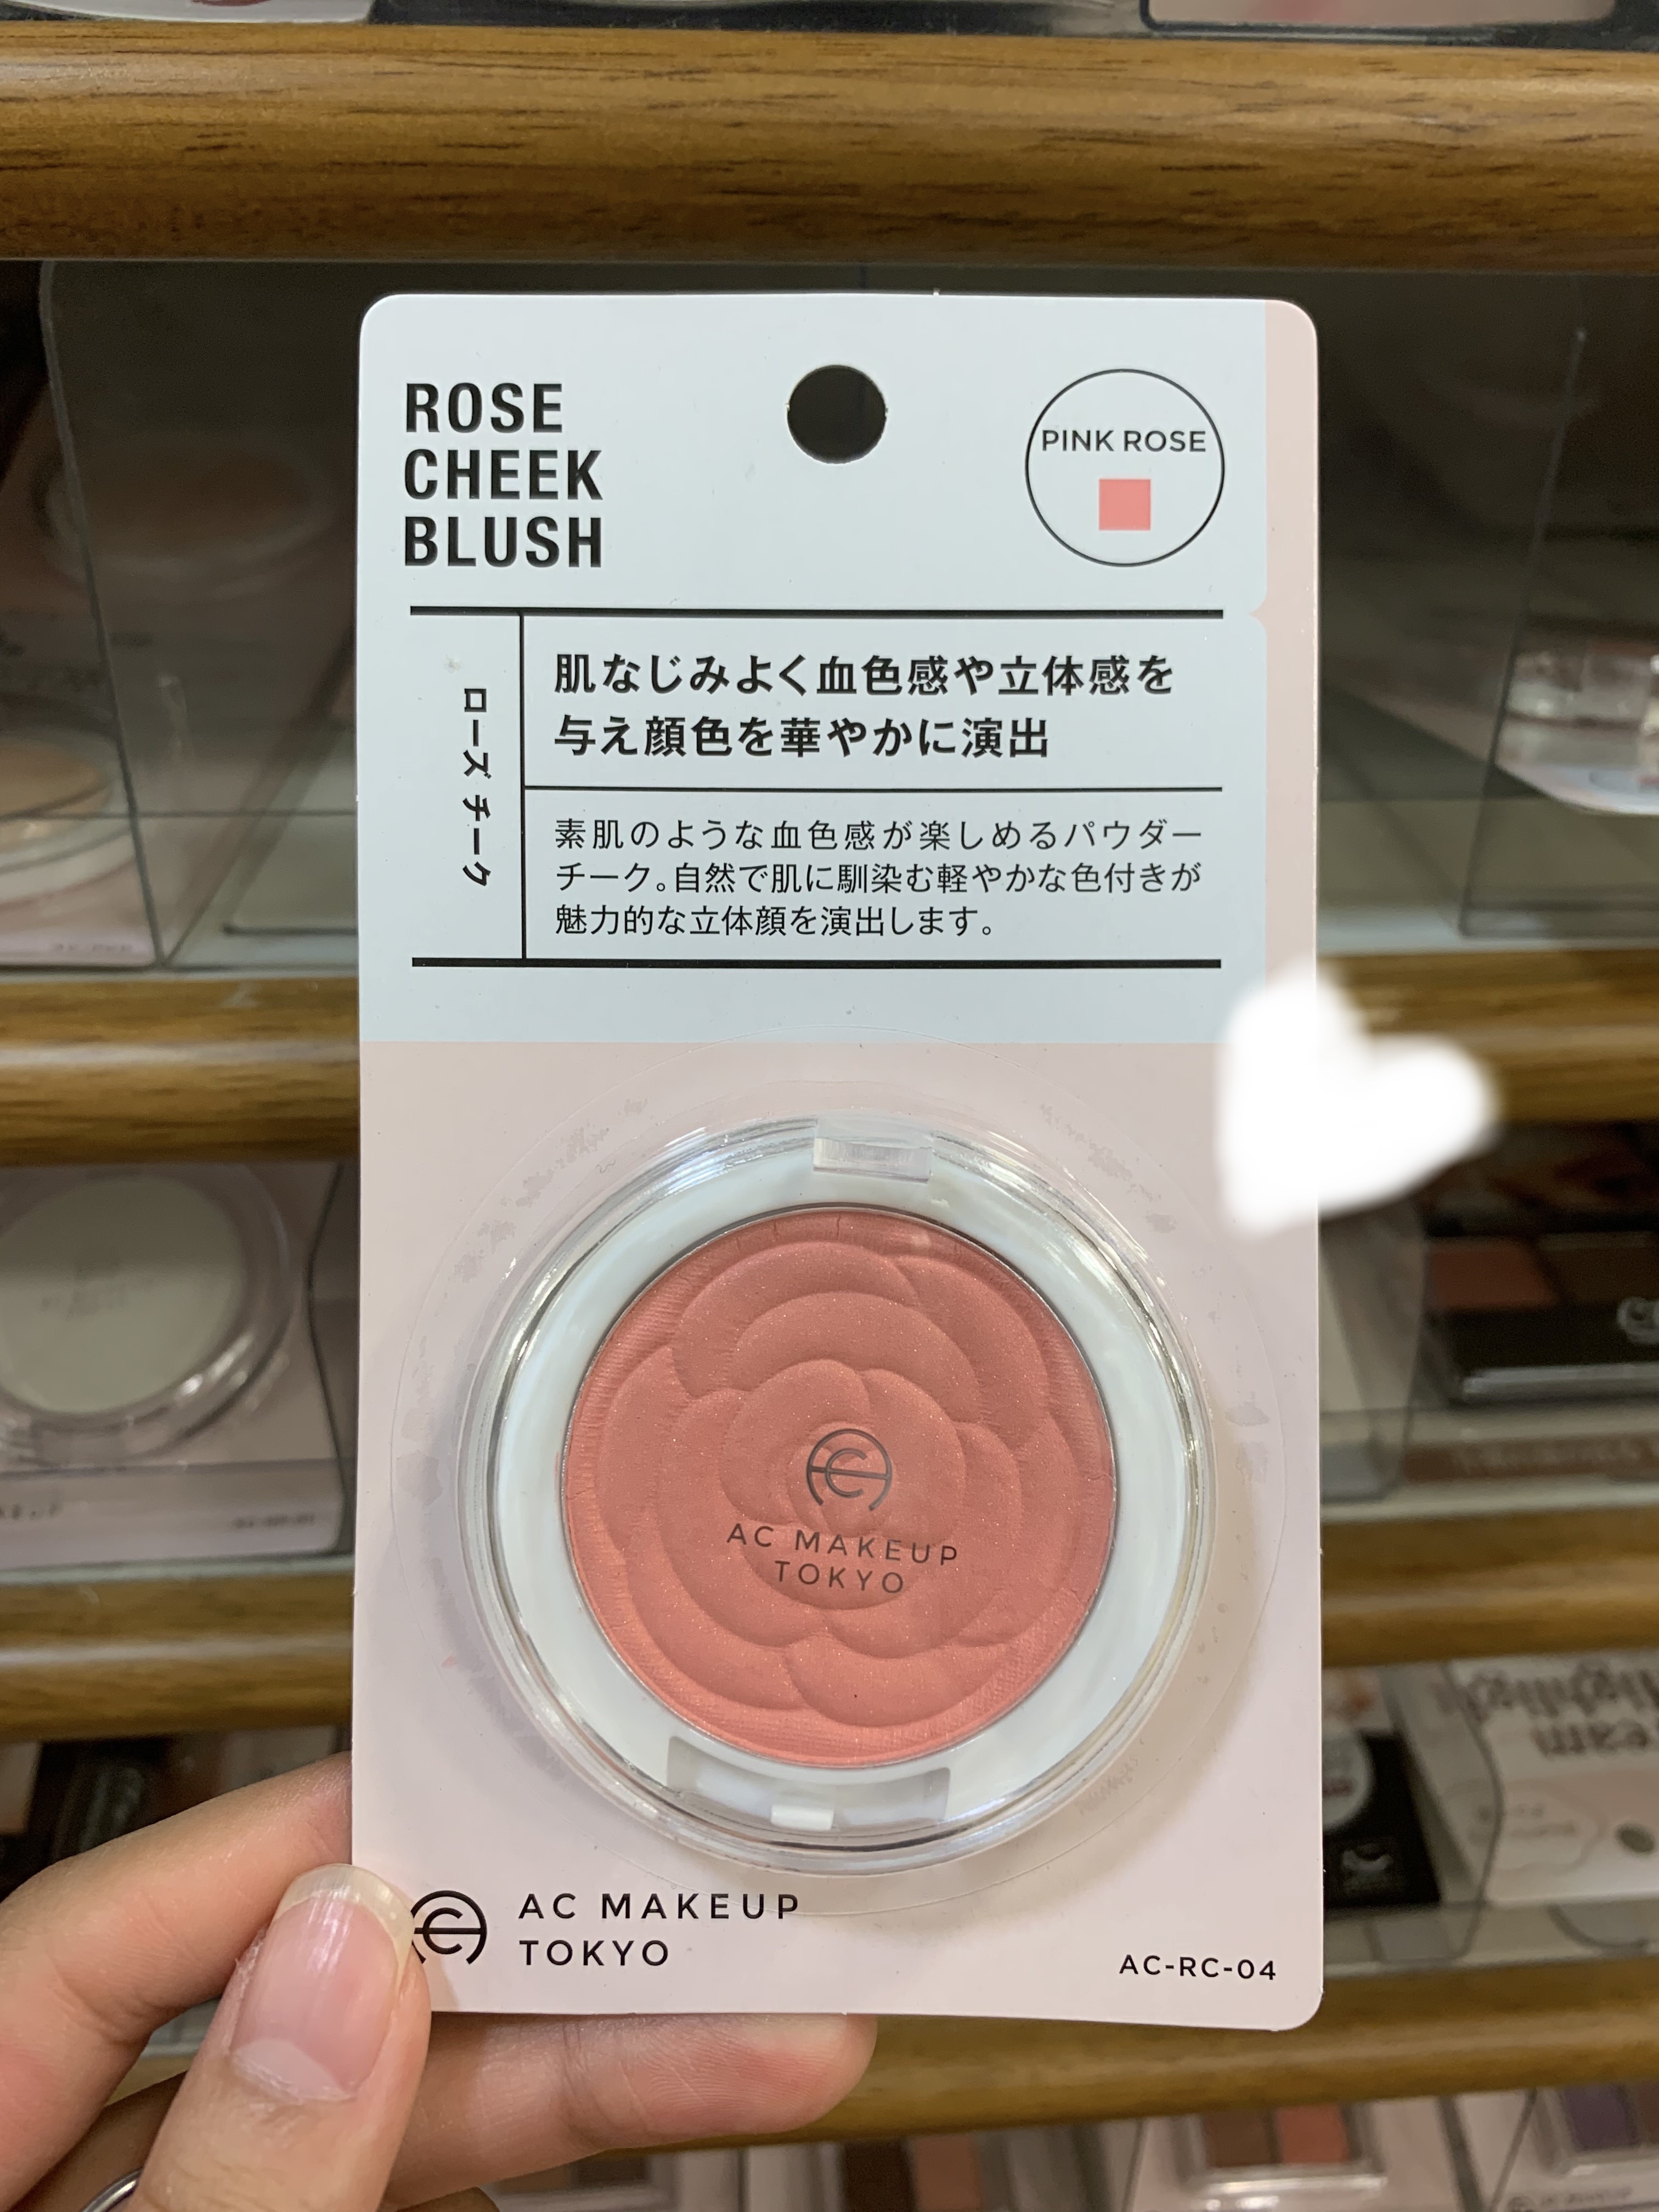 ROSE
CHEEK
BLUSH
PINK ROSE
ローズ チーク
肌なじみよく血色感や立体感を
与え顔色を華やかに演出
素肌のような血色感が楽しめるパウダー
チーク。自然で肌に馴染む軽やかな色付きが
魅力的な立体顔を演出します。
AC MAKEUP
TOKYO
AC MAKEUP
TOKYO
AC-RC-04